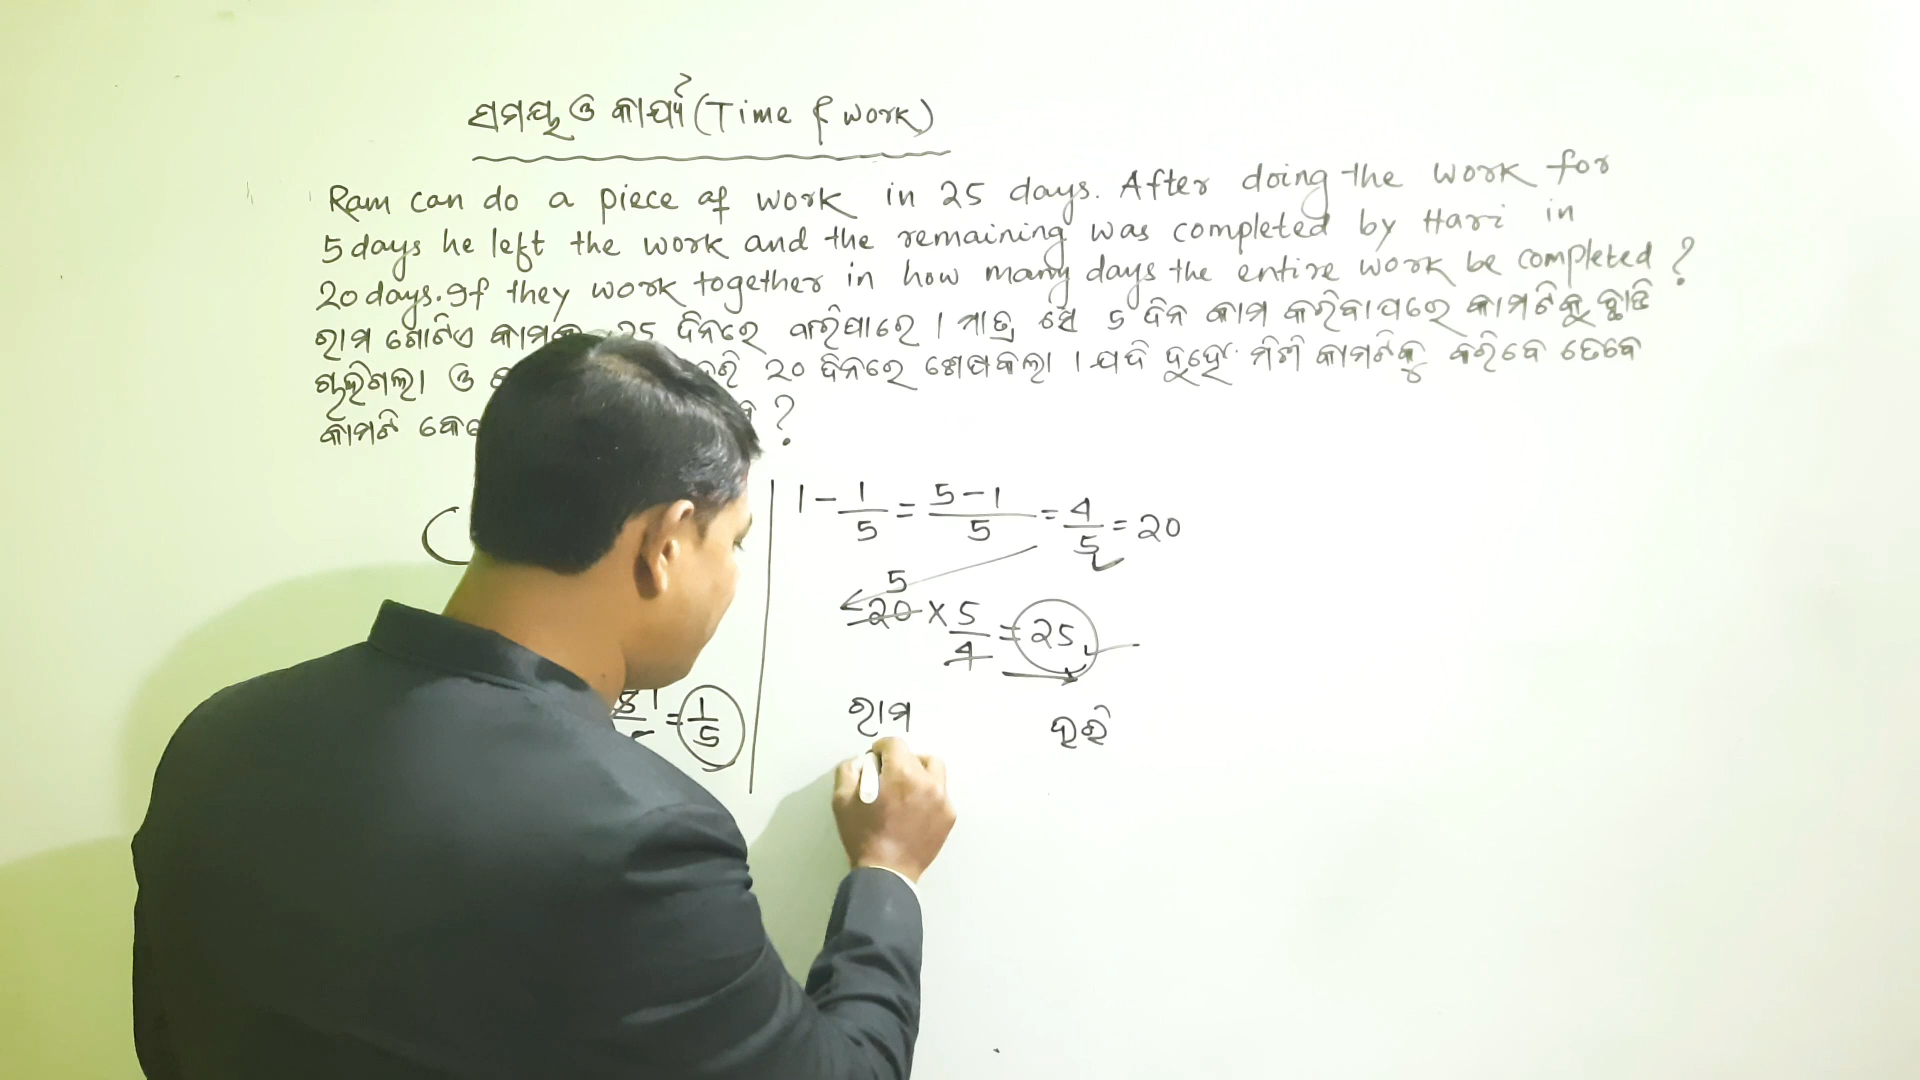 ସମୟ ଓ କାର୍ଯ୍ୟ (Time & work)
Ram can do a piece of work in 25 days. After doing the work for
5 days he left the work and the remaining was completed by Hari in
20 days. If they work together in how many days the entire work be completed ?
ରାମ ଗୋଟିଏ 25 ଦିନରେ କରିପାରେ । ମାତ୍ର ସେ 5 ଦିନ କାମ କରିବାପରେ କାମଟିକୁ ଛାଡି
ଚାଲିଗଲା ଓ 20 ଦିନରେ ଶେଷକଲା । ଯଦି ଦୁହେଁ ମିଶି କାମଟିକୁ କରିବେ ତେବେ
କାମଟି ?
1 - 1/5 = 5-1/5 = 4/5 = 20
5
20 × 5/4 = 25
= 1/5
ରାମ ହରି